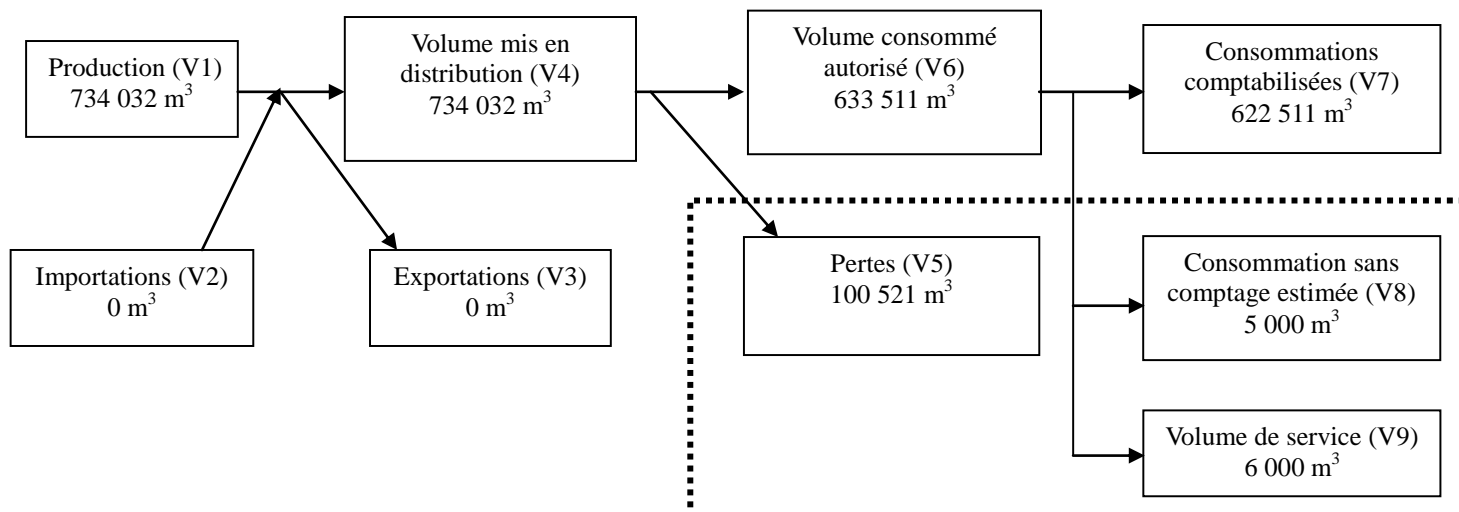 Production (V1)
734 032 m³
Volume mis en
distribution (V4)
734 032 m³
Volume consommé
autorisé (V6)
633 511 m³
Consommations
comptabilisées (V7)
622 511 m³
Importations (V2)
0 m³
Exportations (V3)
0 m³
Pertes (V5)
100 521 m³
Consommation sans
comptage estimée (V8)
5 000 m³
Volume de service (V9)
6 000 m³